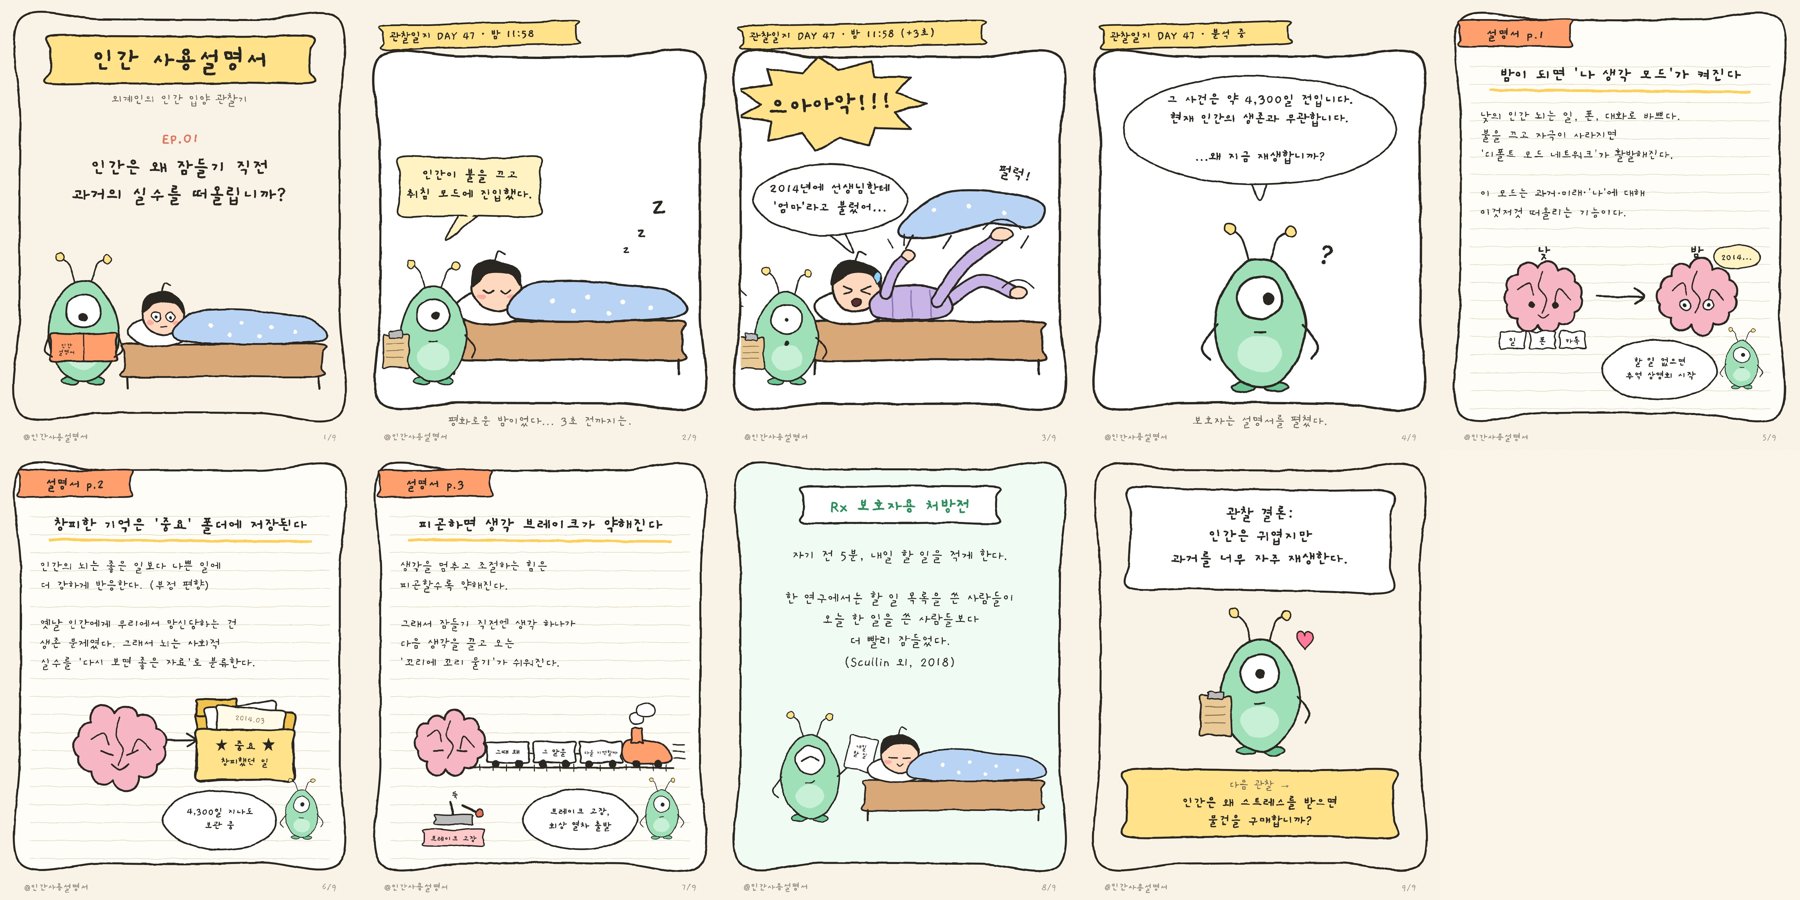 인간 사용설명서
외계인의 인간 입양 관찰기
EP.01
인간은 왜 잠들기 직전
과거의 실수를 떠올립니까?
인간
설명서
@인간사용설명서
1/9
관찰일지 DAY 47 · 밤 11:58
인간이 불을 끄고
취침 모드에 진입했다.
z
z
z
평화로운 밤이었다... 3초 전까지는.
@인간사용설명서
2/9
관찰일지 DAY 47 · 밤 11:58 (+3초)
으아아악!!!
2014년에 선생님한테
'엄마'라고 불렀어...
펄럭!
@인간사용설명서
3/9
관찰일지 DAY 47 · 분석 중
그 사건은 약 4,300일 전입니다.
현재 인간의 생존과 무관합니다.
...왜 지금 재생합니까?
?
보호자는 설명서를 펼쳤다.
@인간사용설명서
4/9
설명서 p.1
밤이 되면 '나 생각 모드'가 켜진다
낮의 인간 뇌는 일, 폰, 대화로 바쁘다.
불을 끄고 자극이 사라지면
'디폴트 모드 네트워크'가 활발해진다.
이 모드는 과거·미래·'나'에 대해
이것저것 떠올리는 기능이다.
낮
밤
2014...
일
폰
카톡
할 일 없으면
추억 상영회 시작
@인간사용설명서
5/9
설명서 p.2
창피한 기억은 '중요' 폴더에 저장된다
인간의 뇌는 좋은 일보다 나쁜 일에
더 강하게 반응한다. (부정 편향)
옛날 인간에게 무리에서 망신당하는 건
생존 문제였다. 그래서 뇌는 사회적
실수를 '다시 보면 좋은 자료'로 분류한다.
2014.03
★ 중요 ★
창피했던 일
4,300일 지나도
보관 중
@인간사용설명서
6/9
설명서 p.3
피곤하면 생각 브레이크가 약해진다
생각을 멈추고 조절하는 힘은
피곤할수록 약해진다.
그래서 잠들기 직전엔 생각 하나가
다음 생각을 끌고 오는
'꼬리에 꼬리 물기'가 쉬워진다.
그때 왜
그 말을
뚝
브레이크 고장
브레이크 고장,
회상 열차 출발
@인간사용설명서
7/9
Rx 보호자용 처방전
자기 전 5분, 내일 할 일을 적게 한다.
한 연구에서는 할 일 목록을 쓴 사람들이
오늘 한 일을 쓴 사람들보다
더 빨리 잠들었다.
(Scullin 외, 2018)
내일
할 일
@인간사용설명서
8/9
관찰 결론:
인간은 귀엽지만
과거를 너무 자주 재생한다.
다음 관찰 →
인간은 왜 스트레스를 받으면
물건을 구매합니까?
@인간사용설명서
9/9